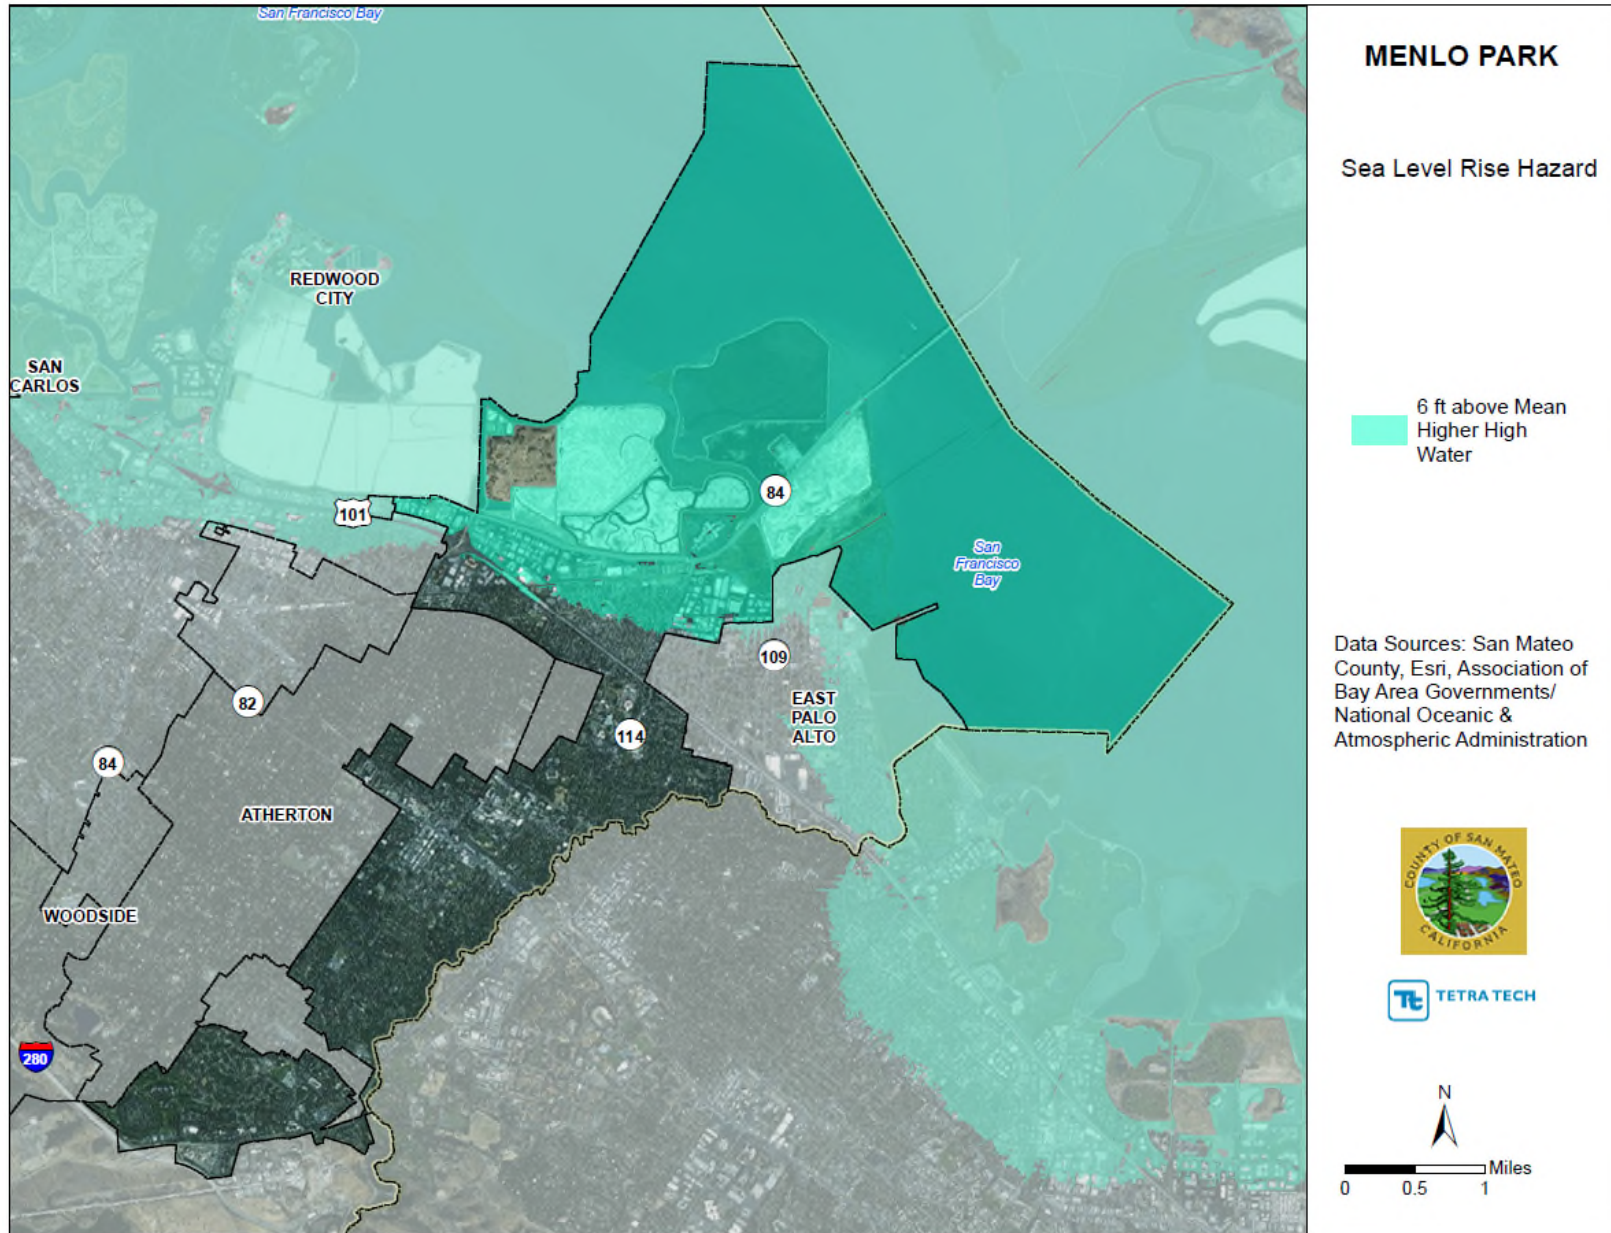 San Francisco Bay
MENLO PARK
Sea Level Rise Hazard
REDWOOD
CITY
SAN
CARLOS
6 ft above Mean
Higher High
Water
84
101
San
Francisco
Bay
109
EAST
PALO
ALTO
82
114
84
ATHERTON
WOODSIDE
280
Data Sources: San Mateo
County, Esri, Association of
Bay Area Governments/
National Oceanic &
Atmospheric Administration
COUNTY OF SAN MATEO
CALIFORNIA
Tt TETRA TECH
N
Miles
0 0.5 1